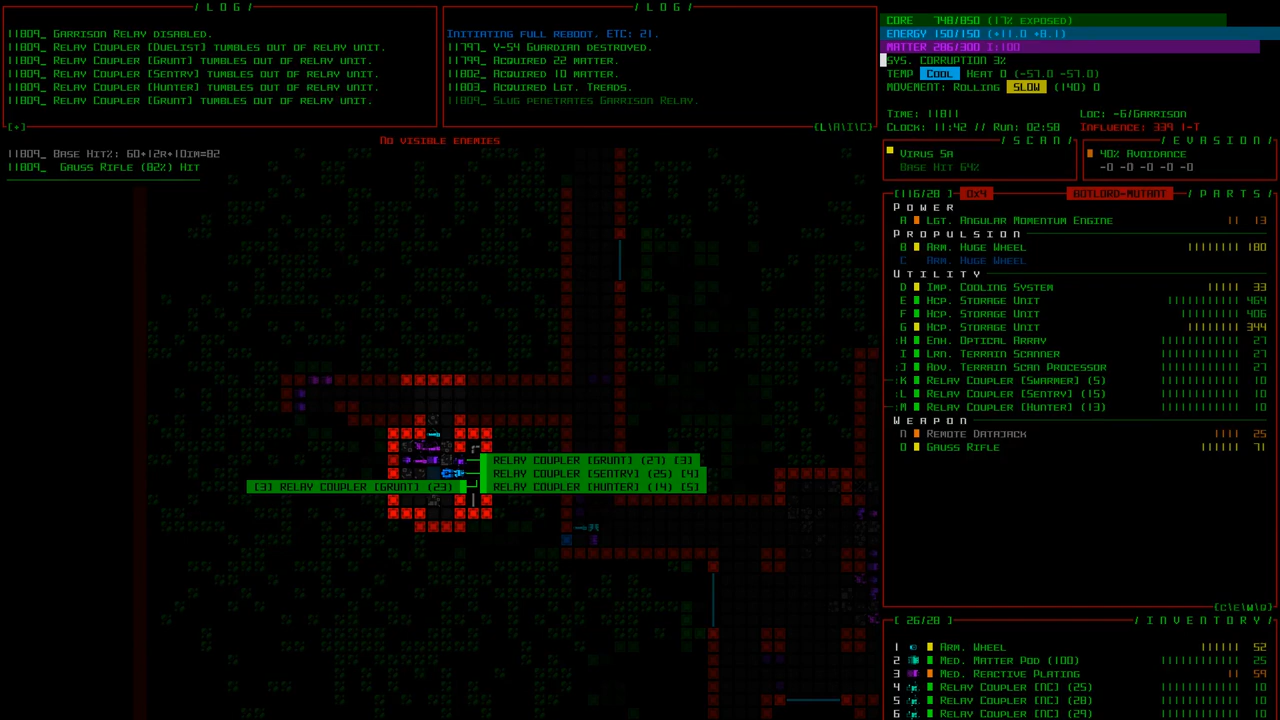 / L O G /
11809_ Garrison Relay disabled.
11809_ Relay Coupler [Duelist] tumbles out of relay unit.
11809_ Relay Coupler [Grunt] tumbles out of relay unit.
11809_ Relay Coupler [Sentry] tumbles out of relay unit.
11809_ Relay Coupler [Hunter] tumbles out of relay unit.
11809_ Relay Coupler [Grunt] tumbles out of relay unit.
[+]
/ L O G /
Initiating full reboot. ETC: 21.
11797_ Y-54 Guardian destroyed.
11799_ Acquired 22 matter.
11802_ Acquired 10 matter.
11803_ Acquired Lgt. Treads.
11809_ Slug penetrates Garrison Relay.
{L\A\I\C}
No visible enemies
11809_ Base Hit%: 60+12r+10im=82
11809_ Gauss Rifle (82%) Hit
Relay Coupler [Grunt] (27) [3]
Relay Coupler [Sentry] (25) [4]
Relay Coupler [Hunter] (14) [5]
[3] Relay Coupler [Grunt] (23)
Core 748/850 (17% exposed)
Energy 150/150 (+11.0 +8.1)
Matter 286/300 I:100
Sys. Corruption 3%
Temp Cool Heat 0 (-57.0 -57.0)
Movement: Rolling Slow (140) 0
Time: 11811 Loc: -6/Garrison
Clock: 11:42 // Run: 02:58 Influence: 339 I-T
/ S C A N /
Virus 5a
Base Hit 64%
/ E V A S I O N /
40% Avoidance
-0 -0 -0 -0 -0
[116/28] 0x4 Botlord-Mutant / P A R T S /
P o w e r
A Lgt. Angular Momentum Engine 13
P r o p u l s i o n
B Arm. Huge Wheel 180
C Arm. Huge Wheel
U t i l i t y
D Imp. Cooling System 33
E Hcp. Storage Unit 464
F Hcp. Storage Unit 406
G Hcp. Storage Unit 344
H Enh. Optical Array 27
I Lrn. Terrain Scanner 27
J Adv. Terrain Scan Processor 27
K Relay Coupler [Swarmer] (5) 10
L Relay Coupler [Sentry] (15) 10
M Relay Coupler [Hunter] (13) 10
W e a p o n
N Remote Datajack 25
O Gauss Rifle 71
{C\E\W\Q}
[ 26/28 ] / I N V E N T O R Y /
1 Arm. Wheel 52
2 Med. Matter Pod (100) 25
3 Med. Reactive Plating 59
4 Relay Coupler [NC] (25) 10
5 Relay Coupler [NC] (28) 10
6 Relay Coupler [NC] (29) 10